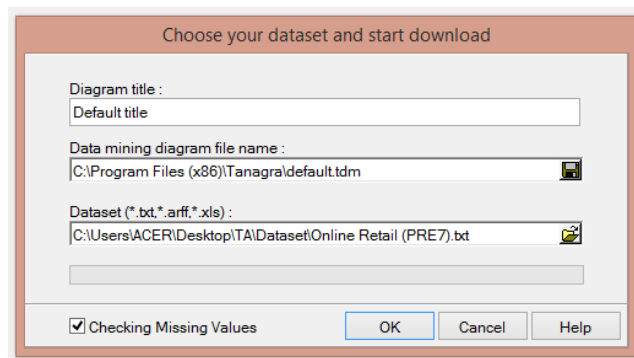 Choose your dataset and start download
Diagram title :
Default title
Data mining diagram file name :
C:\Program Files (x86)\Tanagra\default.tdm
Dataset (*.txt,*.arff,*.xls) :
C:\Users\ACER\Desktop\TA\Dataset\Online Retail (PRE7).txt
Checking Missing Values
OK
Cancel
Help